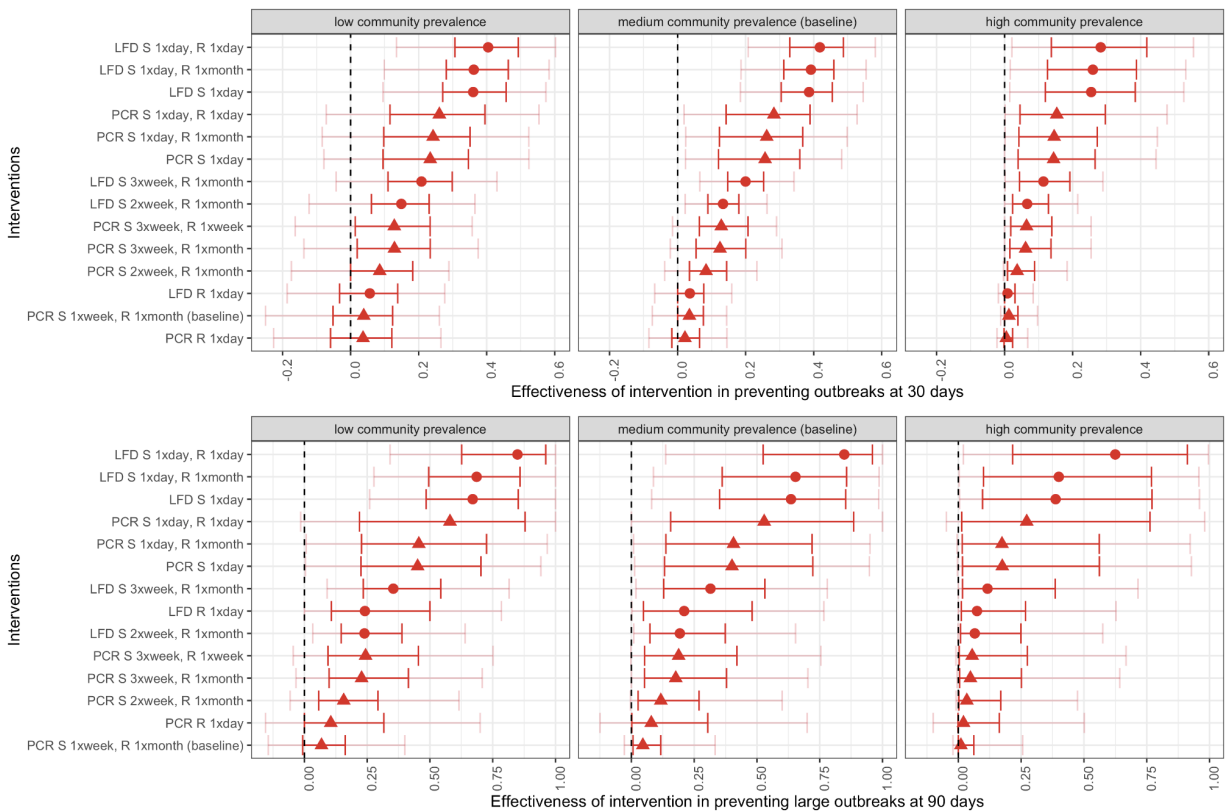 low community prevalence
medium community prevalence (baseline)
high community prevalence
Interventions
LFD S 1xday, R 1xday
LFD S 1xday, R 1xmonth
LFD S 1xday
PCR S 1xday, R 1xday
PCR S 1xday, R 1xmonth
PCR S 1xday
LFD S 3xweek, R 1xmonth
LFD S 2xweek, R 1xmonth
PCR S 3xweek, R 1xweek
PCR S 3xweek, R 1xmonth
PCR S 2xweek, R 1xmonth
LFD R 1xday
PCR S 1xweek, R 1xmonth (baseline)
PCR R 1xday
-0.2 0.0 0.2 0.4 0.6
-0.2 0.0 0.2 0.4 0.6
-0.2 0.0 0.2 0.4 0.6
Effectiveness of intervention in preventing outbreaks at 30 days
low community prevalence
medium community prevalence (baseline)
high community prevalence
Interventions
LFD S 1xday, R 1xday
LFD S 1xday, R 1xmonth
LFD S 1xday
PCR S 1xday, R 1xday
PCR S 1xday, R 1xmonth
PCR S 1xday
LFD S 3xweek, R 1xmonth
LFD R 1xday
LFD S 2xweek, R 1xmonth
PCR S 3xweek, R 1xweek
PCR S 3xweek, R 1xmonth
PCR S 2xweek, R 1xmonth
PCR R 1xday
PCR S 1xweek, R 1xmonth (baseline)
0.00 0.25 0.50 0.75 1.00
0.00 0.25 0.50 0.75 1.00
0.00 0.25 0.50 0.75 1.00
Effectiveness of intervention in preventing large outbreaks at 90 days